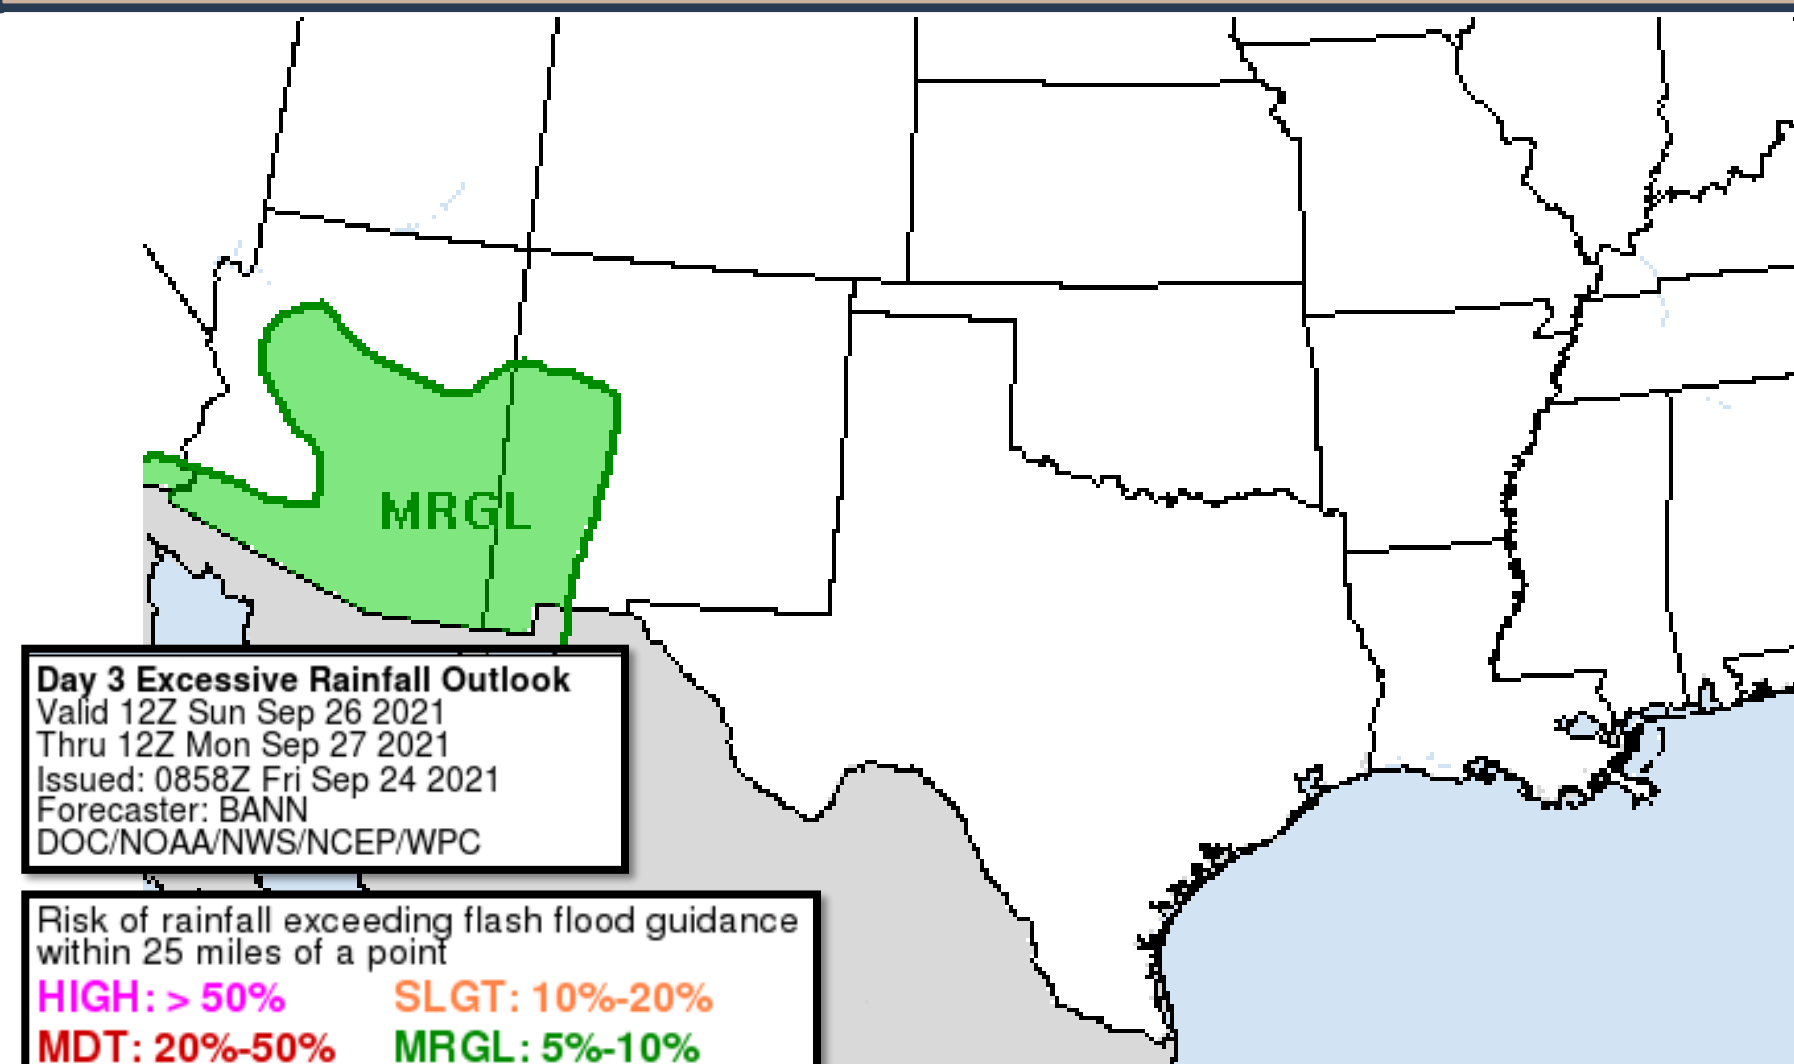 MRGL
Day 3 Excessive Rainfall Outlook
Valid 12Z Sun Sep 26 2021
Thru 12Z Mon Sep 27 2021
Issued: 0858Z Fri Sep 24 2021
Forecaster: BANN
DOC/NOAA/NWS/NCEP/WPC
Risk of rainfall exceeding flash flood guidance
within 25 miles of a point
HIGH: > 50% SLGT: 10%-20%
MDT: 20%-50% MRGL: 5%-10%